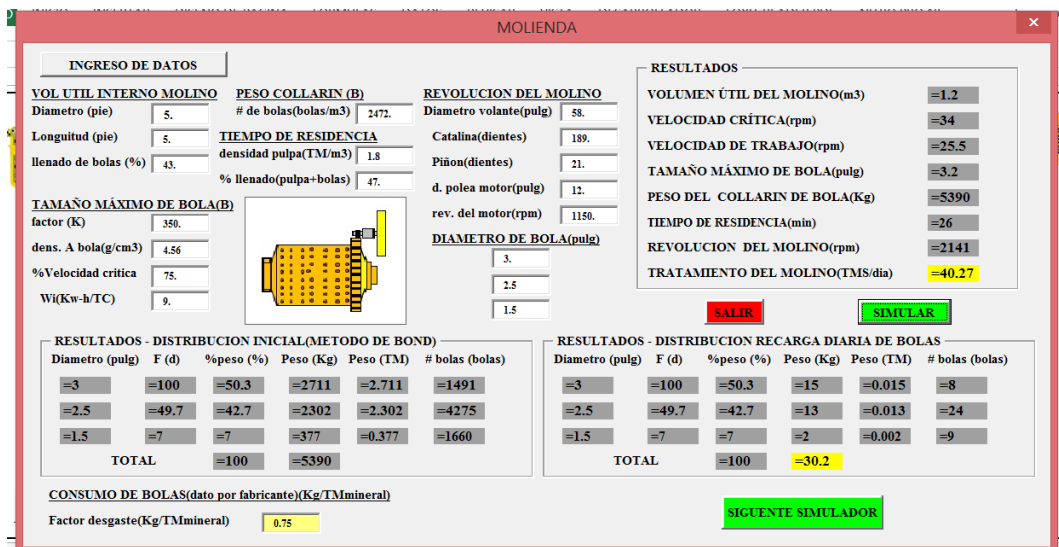 MOLIENDA
INGRESO DE DATOS
VOL UTIL INTERNO MOLINO
Diametro (pie) 5.
Longuitud (pie) 5.
llenado de bolas (%) 43.
TAMAÑO MÁXIMO DE BOLA(B)
factor (K) 350.
dens. A bola(g/cm3) 4.56
%Velocidad critica 75.
Wi(Kw-h/TC) 9.
PESO COLLARIN (B)
# de bolas(bolas/m3) 2472.
TIEMPO DE RESIDENCIA
densidad pulpa(TM/m3) 1.8
% llenado(pulpa+bolas) 47.
REVOLUCION DEL MOLINO
Diametro volante(pulg) 58.
Catalina(dientes) 189.
Piñon(dientes) 21.
d. polea motor(pulg) 12.
rev. del motor(rpm) 1150.
DIAMETRO DE BOLA(pulg)
3.
2.5
1.5
RESULTADOS
VOLUMEN ÚTIL DEL MOLINO(m3) =1.2
VELOCIDAD CRÍTICA(rpm) =34
VELOCIDAD DE TRABAJO(rpm) =25.5
TAMAÑO MÁXIMO DE BOLA(pulg) =3.2
PESO DEL COLLARIN DE BOLA(Kg) =5390
TIEMPO DE RESIDENCIA(min) =26
REVOLUCION DEL MOLINO(rpm) =2141
TRATAMIENTO DEL MOLINO(TMS/dia) =40.27
SALIR
SIMULAR
RESULTADOS - DISTRIBUCION INICIAL(METODO DE BOND)
Diametro (pulg) F (d) %peso (%) Peso (Kg) Peso (TM) # bolas (bolas)
=3 =100 =50.3 =2711 =2.711 =1491
=2.5 =49.7 =42.7 =2302 =2.302 =4275
=1.5 =7 =7 =377 =0.377 =1660
TOTAL =100 =5390
RESULTADOS - DISTRIBUCION RECARGA DIARIA DE BOLAS
Diametro (pulg) F (d) %peso (%) Peso (Kg) Peso (TM) # bolas (bolas)
=3 =100 =50.3 =15 =0.015 =8
=2.5 =49.7 =42.7 =13 =0.013 =24
=1.5 =7 =7 =2 =0.002 =9
TOTAL =100 =30.2
CONSUMO DE BOLAS(dato por fabricante)(Kg/TMmineral)
Factor desgaste(Kg/TMmineral) 0.75
SIGUENTE SIMULADOR